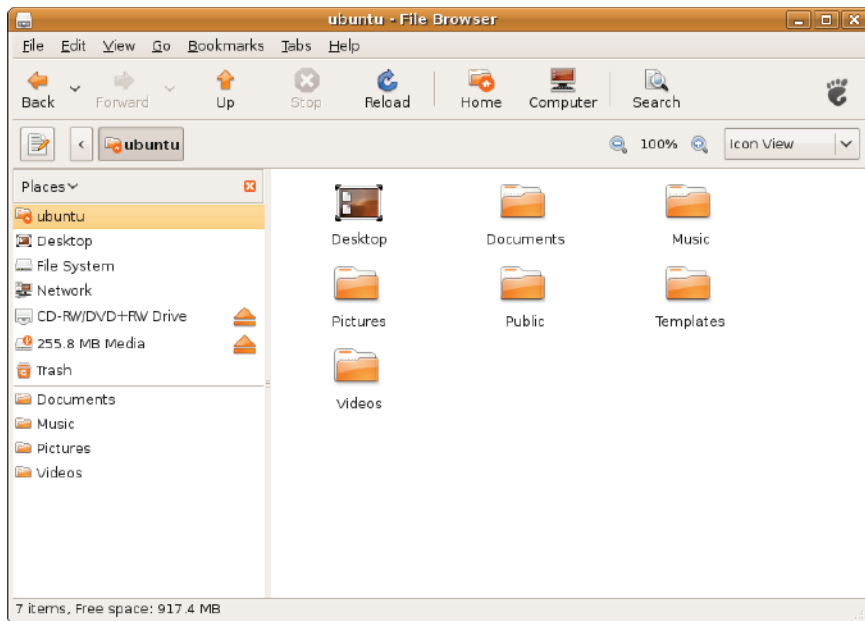 ubuntu - File Browser
File Edit View Go Bookmarks Tabs Help
Back Forward Up Stop Reload Home Computer Search
ubuntu 100% Icon View
Places
ubuntu
Desktop
File System
Network
CD-RW/DVD+RW Drive
255.8 MB Media
Trash
Documents
Music
Pictures
Videos
Desktop Documents Music
Pictures Public Templates
Videos
7 items, Free space: 917.4 MB